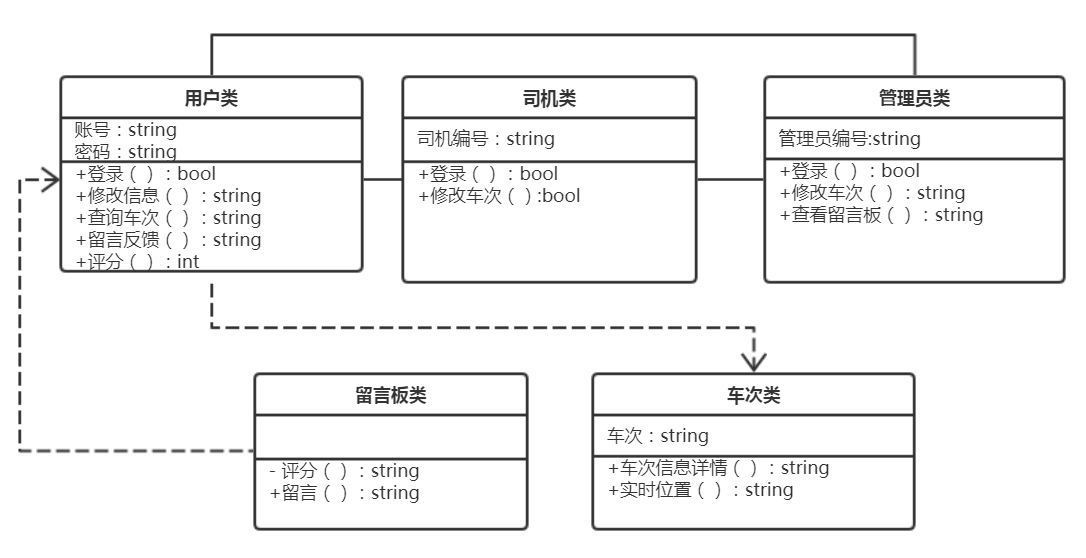 用户类
账号：string
密码：string
+登录（ ）：bool
+修改信息（ ）：string
+查询车次（ ）：string
+留言反馈（ ）：string
+评分（ ）：int
司机类
司机编号：string
+登录（ ）：bool
+修改车次（ ）:bool
管理员类
管理员编号:string
+登录（ ）：bool
+修改车次（ ）：string
+查看留言板（ ）：string
留言板类
- 评分（ ）：string
+留言（ ）：string
车次类
车次：string
+车次信息详情（ ）：string
+实时位置（ ）：string